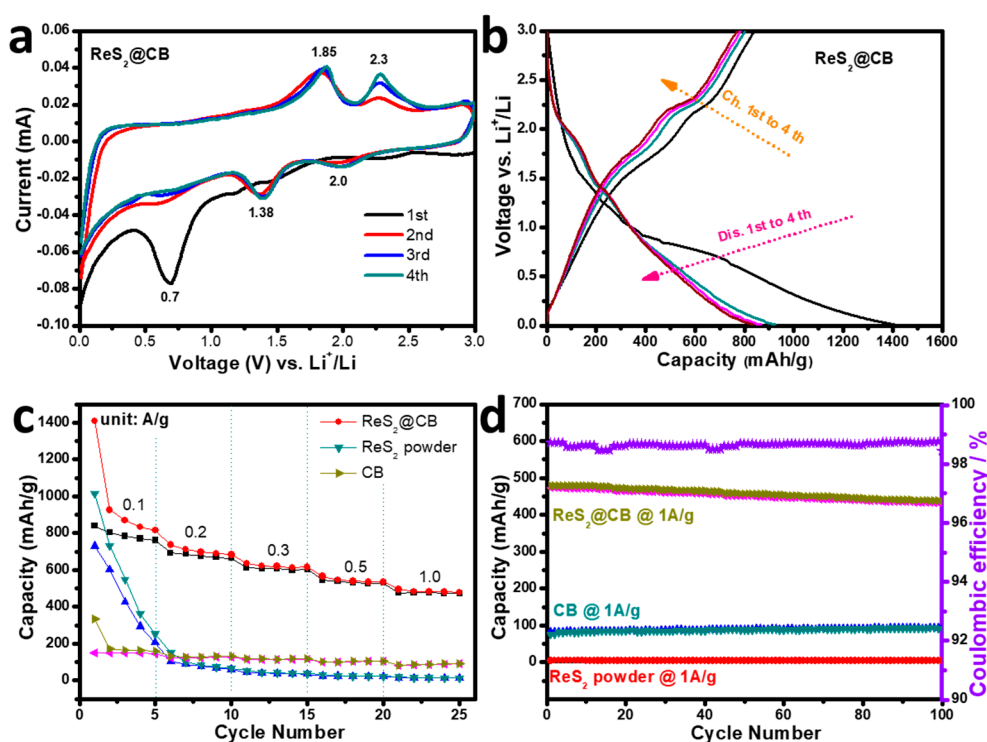 a
ReS2@CB
0.06
0.04
0.02
0.00
-0.02
-0.04
-0.06
-0.08
-0.10
Current (mA)
1.85
2.3
2.0
1.38
0.7
1st
2nd
3rd
4th
0.0 0.5 1.0 1.5 2.0 2.5 3.0
Voltage (V) vs. Li+/Li
b
ReS2@CB
3.0
2.5
2.0
1.5
1.0
0.5
0.0
Voltage vs. Li+/Li
Ch. 1st to 4 th
Dis. 1st to 4 th
0 200 400 600 800 1000 1200 1400 1600
Capacity (mAh/g)
c
unit: A/g
1400
1200
1000
800
600
400
200
0
Capacity (mAh/g)
ReS2@CB
ReS2 powder
CB
0.1
0.2
0.3
0.5
1.0
0 5 10 15 20 25
Cycle Number
d
700
600
500
400
300
200
100
0
Capacity (mAh/g)
ReS2@CB @ 1A/g
CB @ 1A/g
ReS2 powder @ 1A/g
100
98
96
94
92
90
Coulombic efficiency / %
0 20 40 60 80 100
Cycle Number